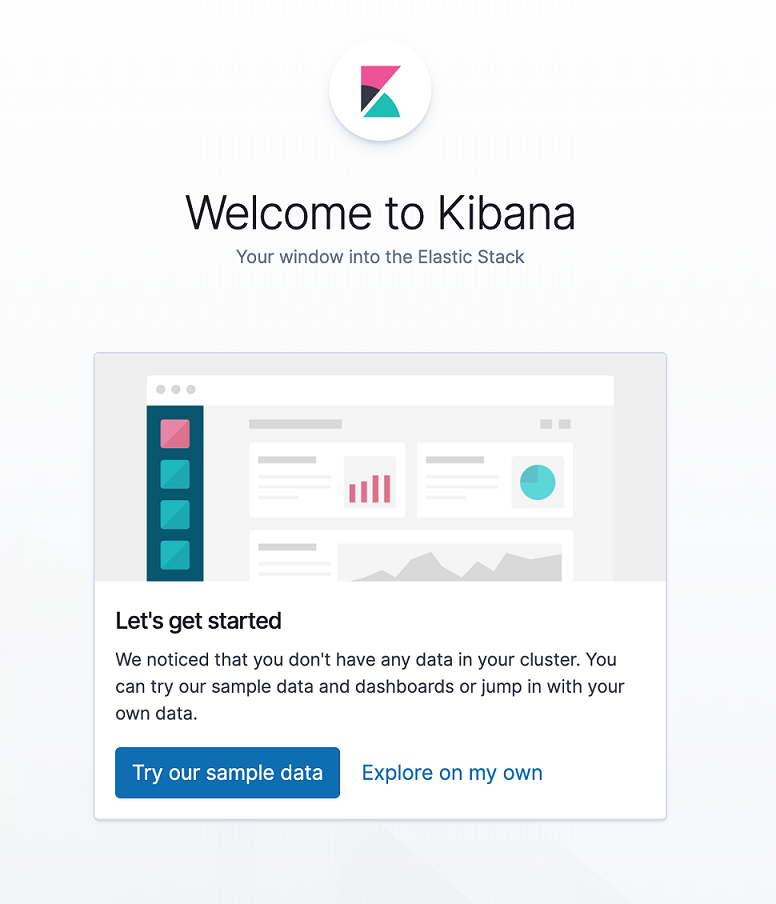 Welcome to Kibana
Your window into the Elastic Stack
Let's get started
We noticed that you don't have any data in your cluster. You
can try our sample data and dashboards or jump in with your
own data.
Try our sample data
Explore on my own